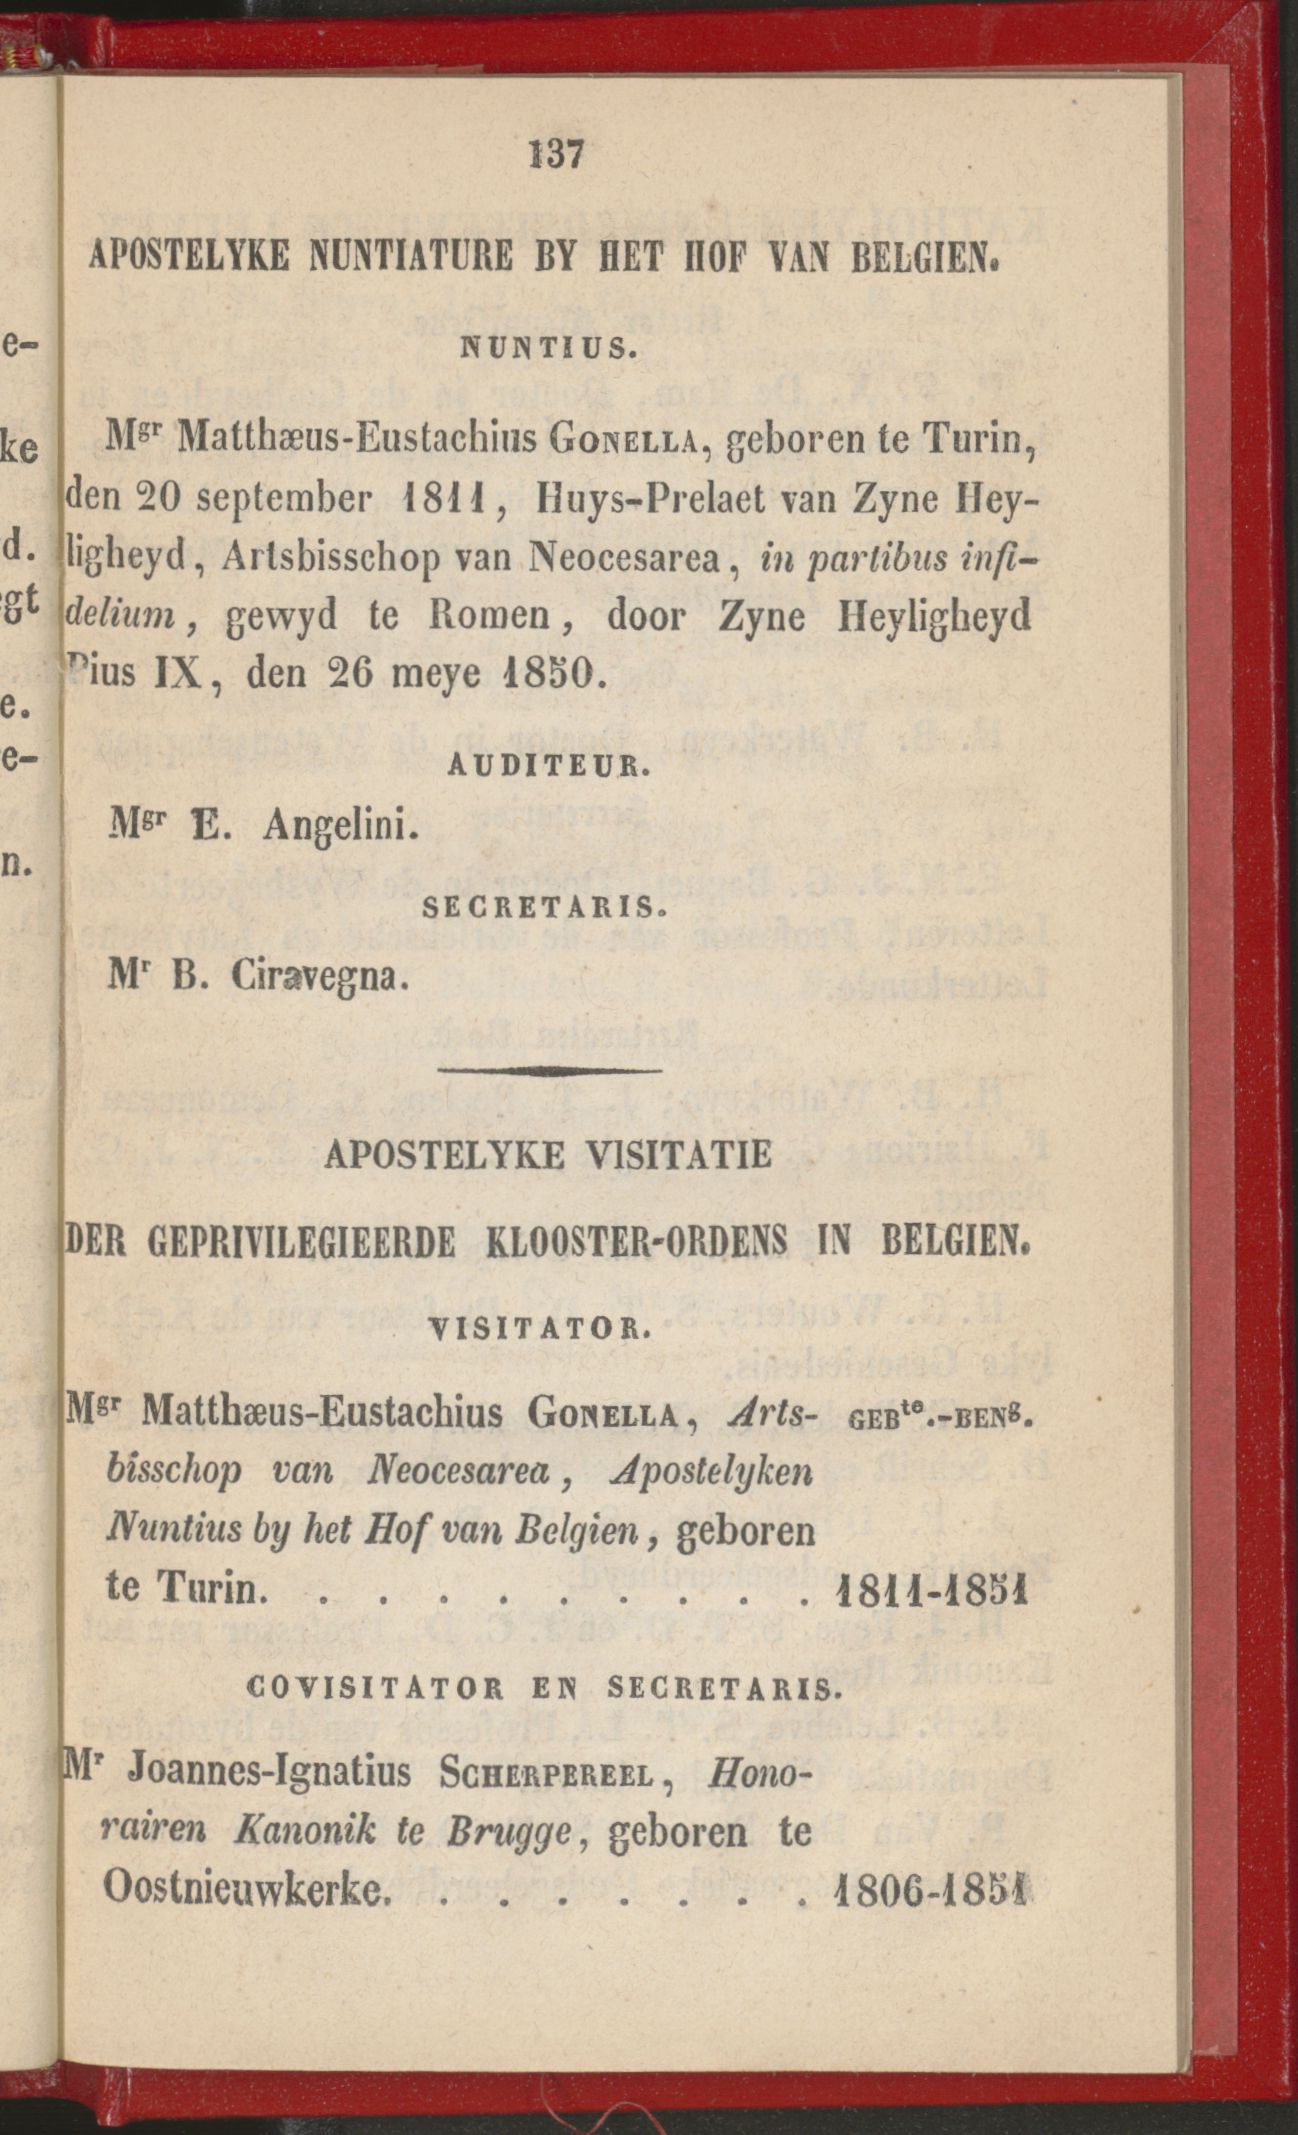 137
APOSTELYKE NUNTIATURE BY HET HOF VAN BELGIEN.
NUNTIUS.
Mgr Matthæus-Eustachius GONELLA, geboren te Turin,
den 20 september 1811, Huys-Prelaet van Zyne Hey-
ligheyd, Artsbisschop van Neocesarea, in partibus infi-
delium, gewyd te Romen, door Zyne Heyligheyd
Pius IX, den 26 meye 1850.
AUDITEUR.
Mgr E. Angelini.
SECRETARIS.
Mr B. Ciravegna.
APOSTELYKE VISITATIE
DER GEPRIVILEGIEERDE KLOOSTER-ORDENS IN BELGIEN.
VISITATOR.
Mgr Matthæus-Eustachius GONELLA, Arts- GEBte.-BENg.
bisschop van Neocesarea, Apostelyken
Nuntius by het Hof van Belgien, geboren
te Turin. . . . . . . . . . 1811-1851
COVISITATOR EN SECRETARIS.
Mr Joannes-Ignatius SCHERPEREEL, Hono-
rairen Kanonik te Brugge, geboren te
Oostnieuwkerke. . . . . . . . 1806-1851